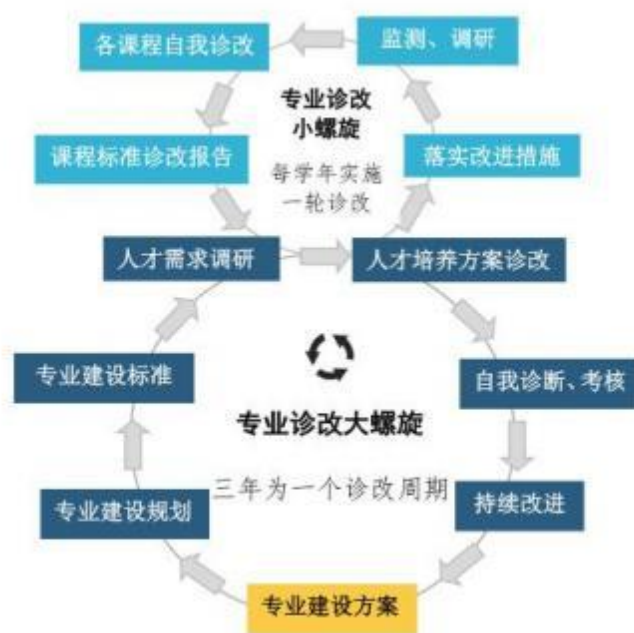 各课程自我诊改
监测、调研
专业诊改
小螺旋
课程标准诊改报告
落实改进措施
每学年实施
一轮诊改
人才需求调研
人才培养方案诊改
专业建设标准
自我诊断、考核
专业诊改大螺旋
三年为一个诊改周期
专业建设规划
持续改进
专业建设方案